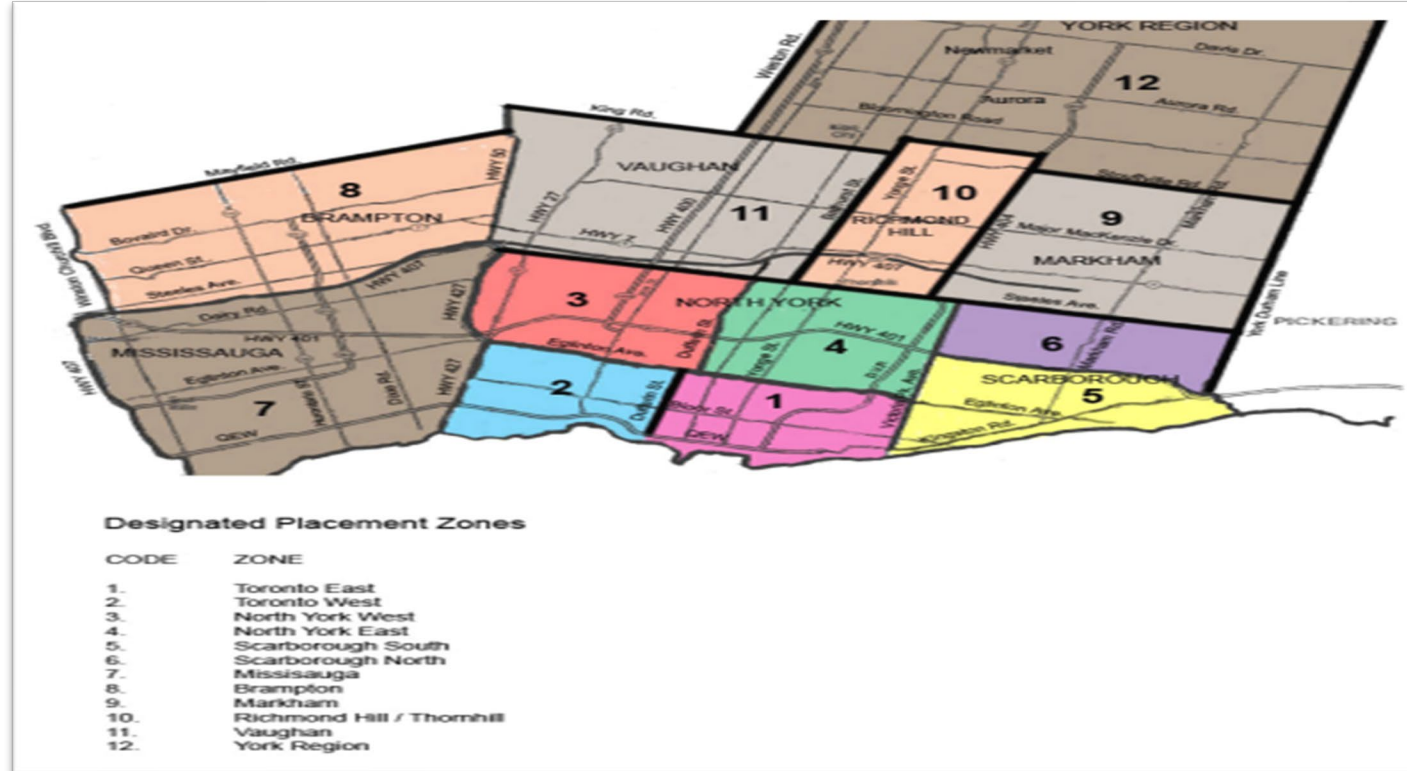 YORK REGION
Newmarket
Davis Dr.
Weston Rd.
12
Aurora
Aurora Rd.
Bloomington Road
King Rd.
Mayfield Rd.
HWY 50
VAUGHAN
8
BRAMPTON
HWY 27
HWY 400
11
Bathurst St.
Yonge St.
10
RICHMOND
HILL
Stouffville Rd.
9
Major MacKenzie Dr.
MARKHAM
HWY 404
Bovaird Dr.
Queen St.
Steeles Ave.
Winston Churchill Blvd
HWY 7
HWY 407
HWY 407
Steeles Ave.
York Durham Line
PICKERING
HWY 427
3
NORTH YORK
Dufferin St.
HWY 401
Eglinton Ave.
Yonge St.
4
6
Markham Rd.
Dairy Rd.
HWY 401
MISSISSAUGA
Eglinton Ave.
HWY 407
HWY 427
7
QEW
2
Dufferin St.
1
Bloor St.
QEW
SCARBOROUGH
5
Eglinton Ave.
Kingston Rd.
Designated Placement Zones
CODE ZONE
1. Toronto East
2. Toronto West
3. North York West
4. North York East
5. Scarborough South
6. Scarborough North
7. Missisauga
8. Brampton
9. Markham
10. Richmond Hill / Thornhill
11. Vaughan
12. York Region